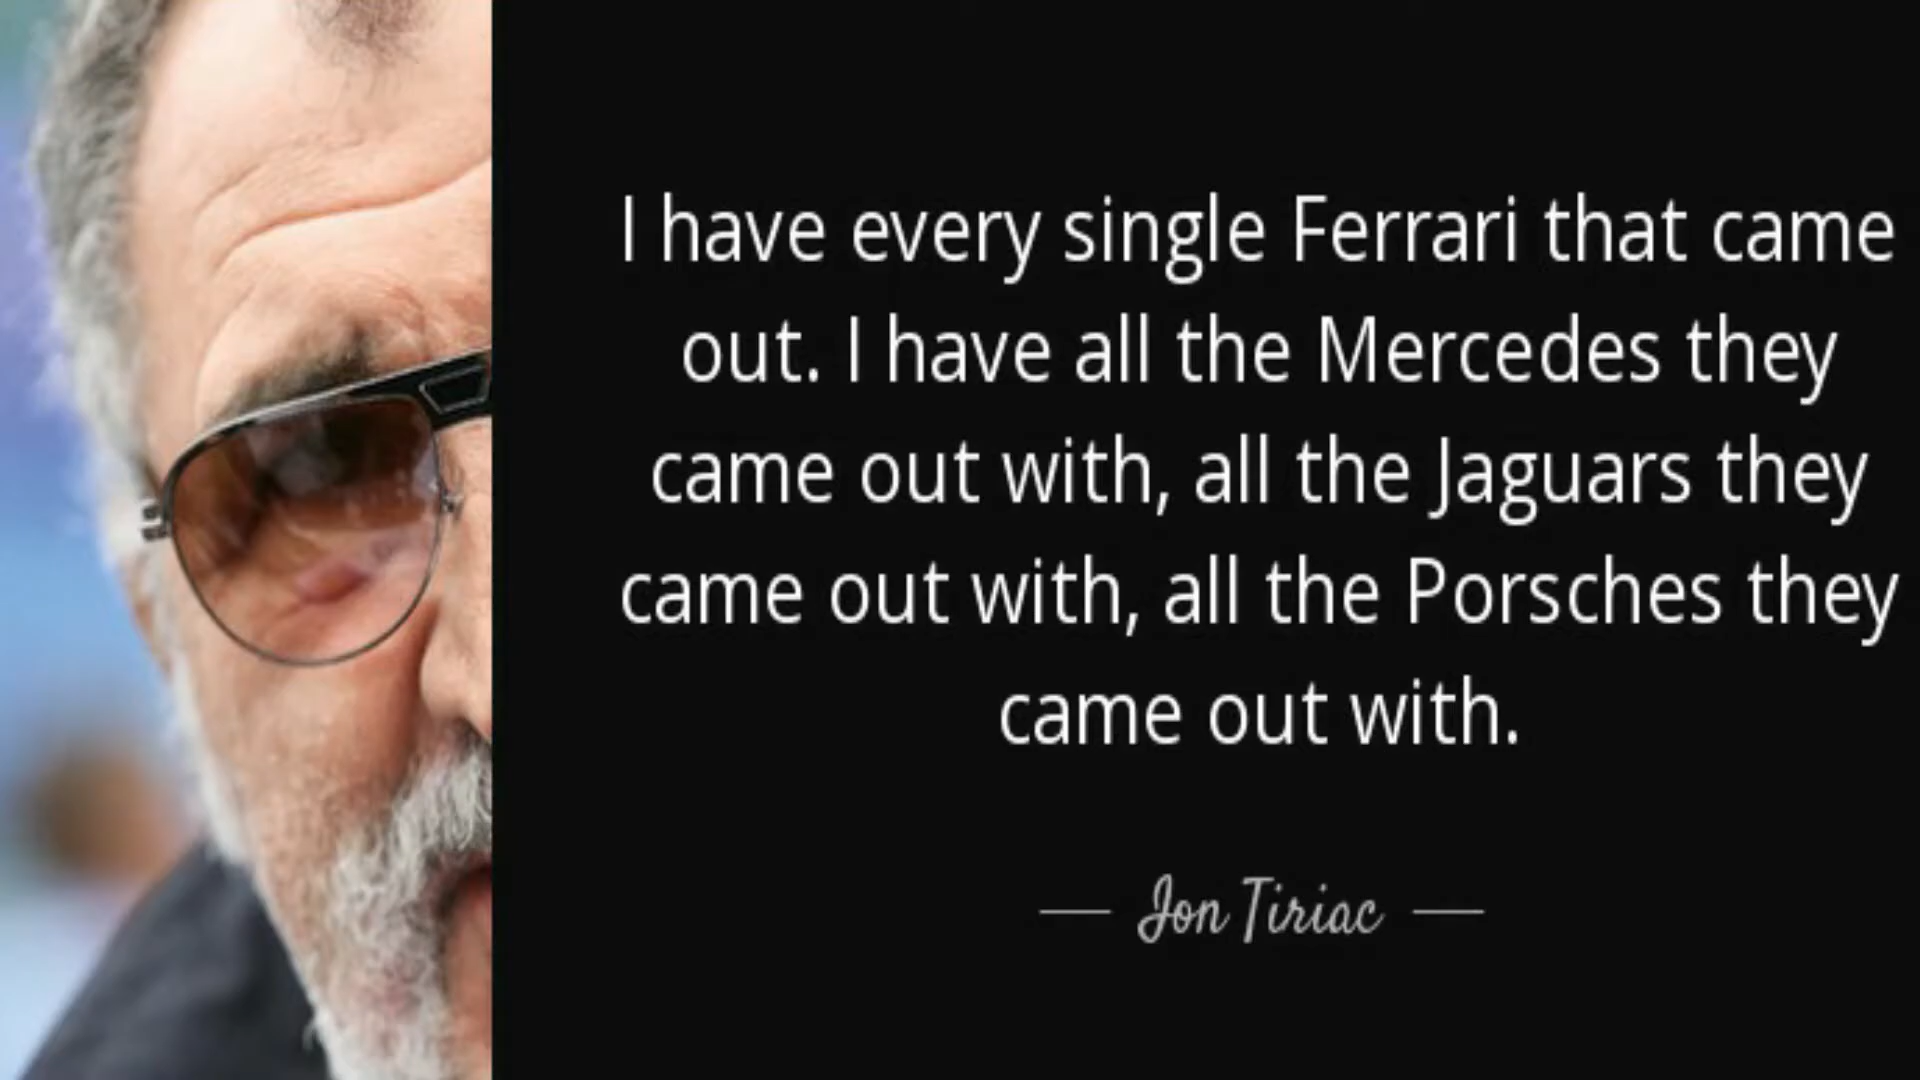 I have every single Ferrari that came
out. I have all the Mercedes they
came out with, all the Jaguars they
came out with, all the Porsches they
came out with.
Jon Tiriac